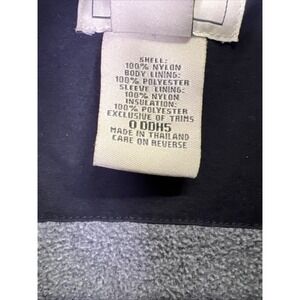 SHELL:
100% NYLON
BODY LINING:
100% POLYESTER
SLEEVE LINING:
100% NYLON
INSULATION:
100% POLYESTER
EXCLUSIVE OF TRIMS
0 DDH5
MADE IN THAILAND
CARE ON REVERSE